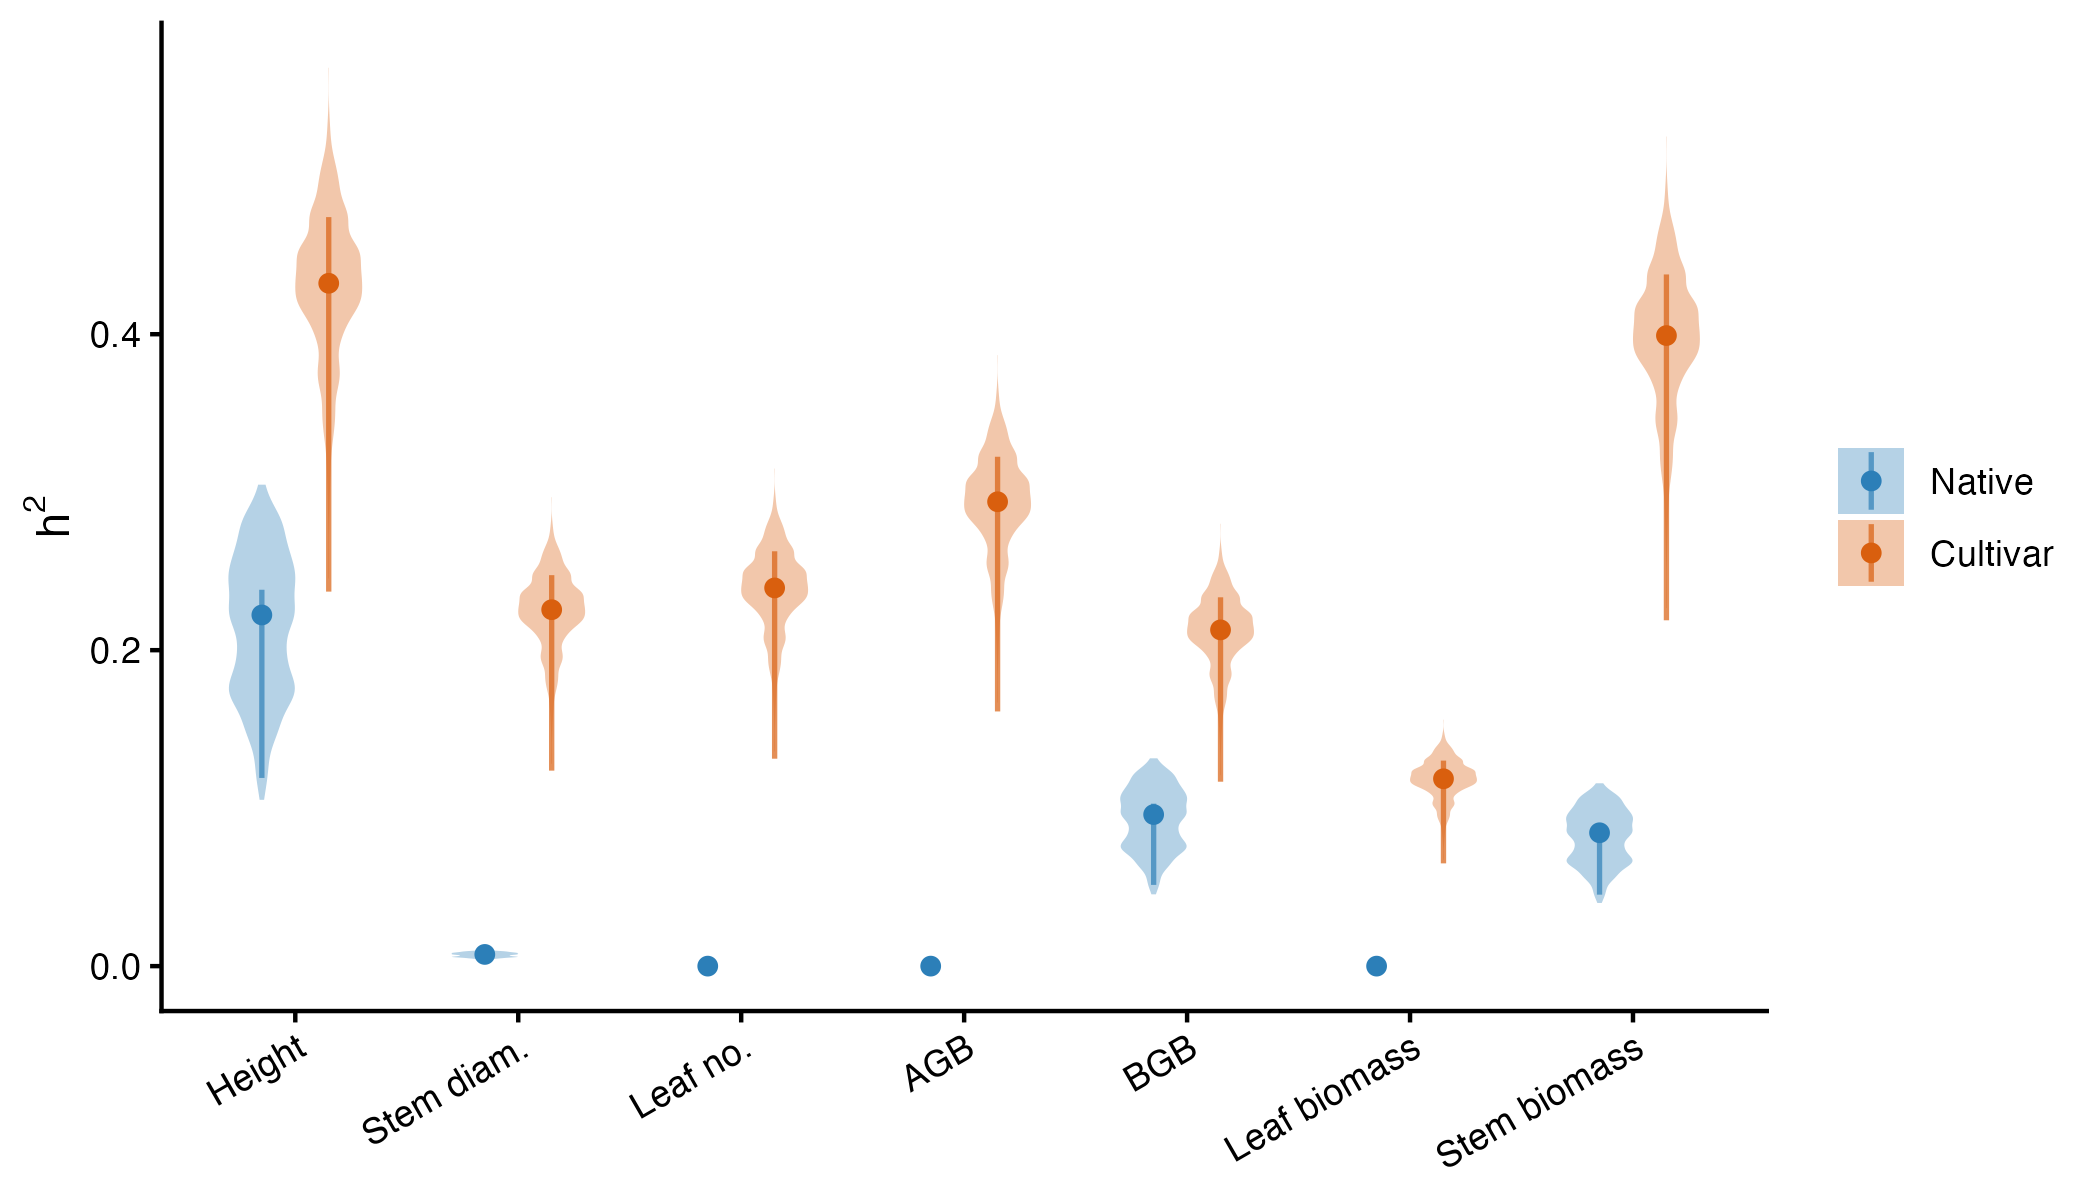 h²
0.4
0.2
0.0
Height
Stem diam.
Leaf no.
AGB
BGB
Leaf biomass
Stem biomass
Native
Cultivar